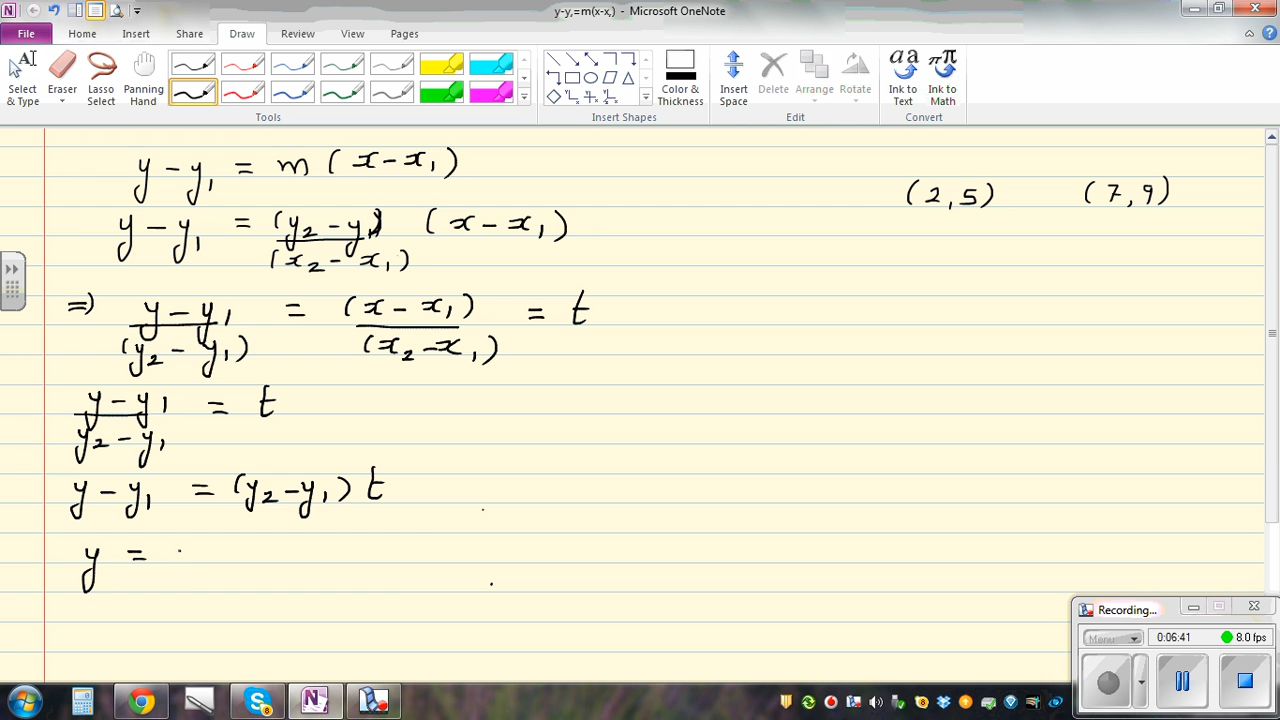 y-y,=m(x-x,) - Microsoft OneNote
File Home Insert Share Draw Review View Pages
Select & Type
Eraser
Lasso Select
Panning Hand
Color & Thickness
Insert Space
Delete
Arrange
Rotate
Ink to Text
Ink to Math
Tools Insert Shapes Edit Convert
y - y₁ = m (x - x₁)
(2,5) (7,9)
y - y₁ = (y₂ - y₁) (x - x₁)
(x₂ - x₁)
⇒) y - y₁ = (x - x₁) = t
(y₂ - y₁) (x₂ - x₁)
y - y₁ = t
y₂ - y₁
y - y₁ = (y₂ - y₁) t
y =
Recording...
Menu 0:06:41 8.0 fps